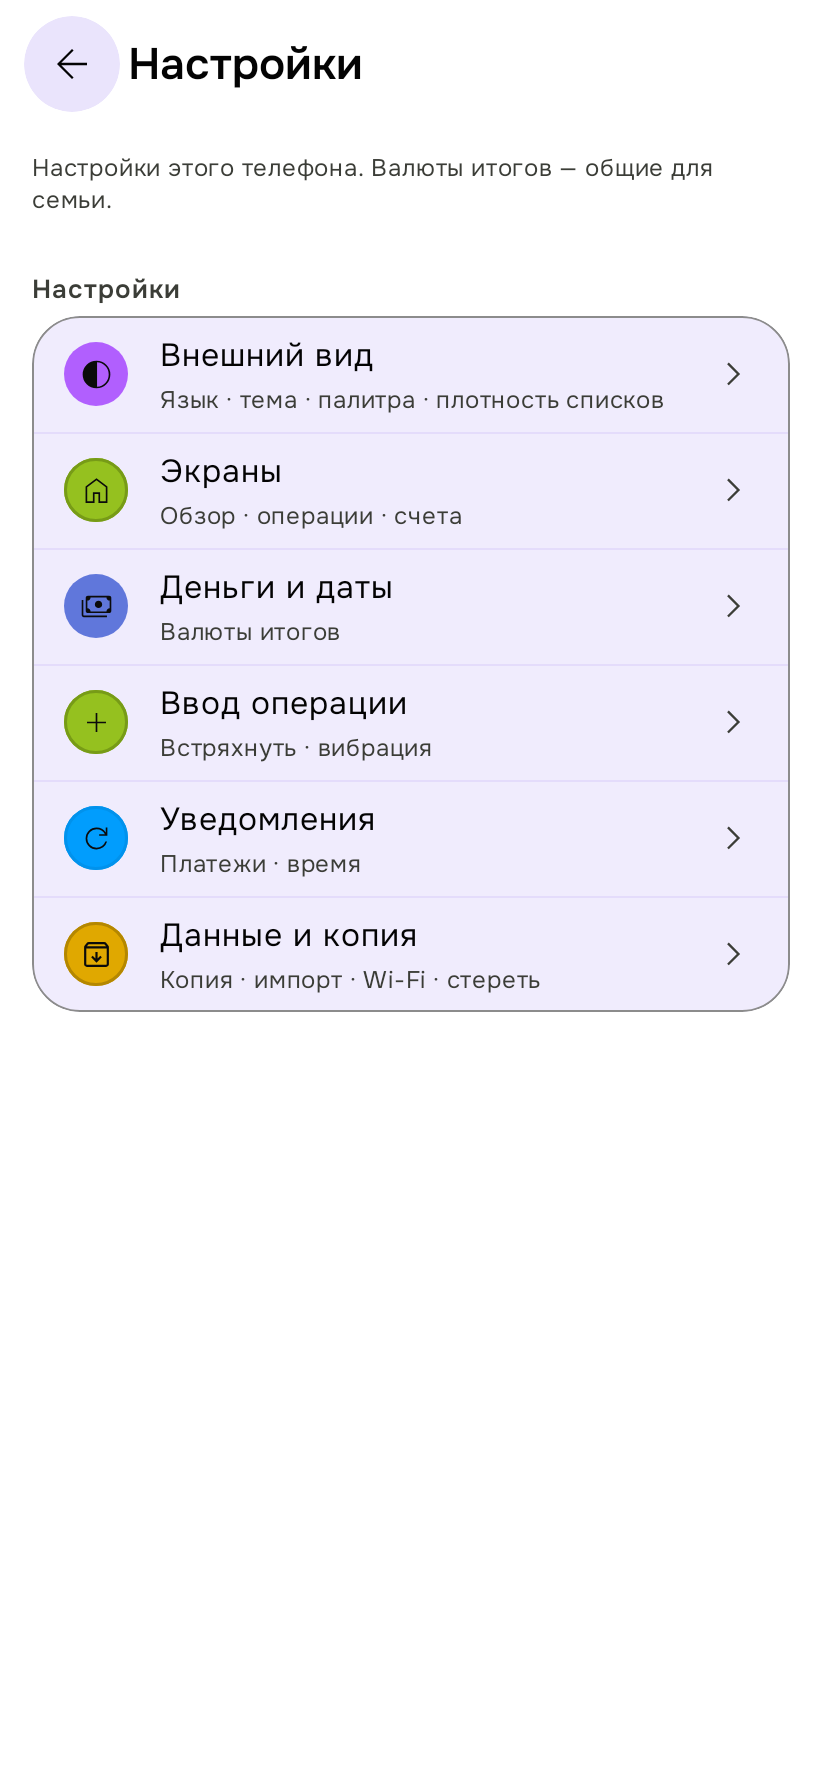 Настройки
Настройки этого телефона. Валюты итогов — общие для
семьи.
Настройки
Внешний вид
Язык · тема · палитра · плотность списков
Экраны
Обзор · операции · счета
Деньги и даты
Валюты итогов
Ввод операции
Встряхнуть · вибрация
Уведомления
Платежи · время
Данные и копия
Копия · импорт · Wi-Fi · стереть